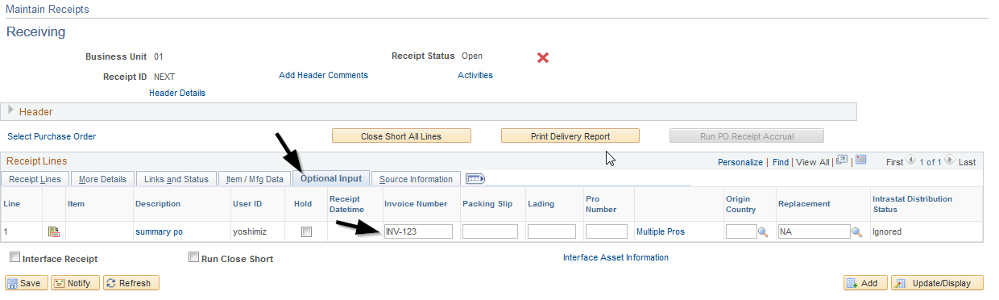 Maintain Receipts
Receiving
Business Unit 01 Receipt Status Open
Receipt ID NEXT Add Header Comments Activities
Header Details
Header
Select Purchase Order Close Short All Lines Print Delivery Report Run PO Receipt Accrual
Receipt Lines Personalize | Find | View All | | First 1 of 1 Last
Receipt Lines More Details Links and Status Item / Mfg Data Optional Input Source Information
Line Item Description User ID Hold Receipt Datetime Invoice Number Packing Slip Lading Pro Number Origin Country Replacement Intrastat Distribution Status
1 summary po yoshimiz INV-123 Multiple Pros NA Ignored
Interface Receipt Run Close Short Interface Asset Information
Save Notify Refresh Add Update/Display